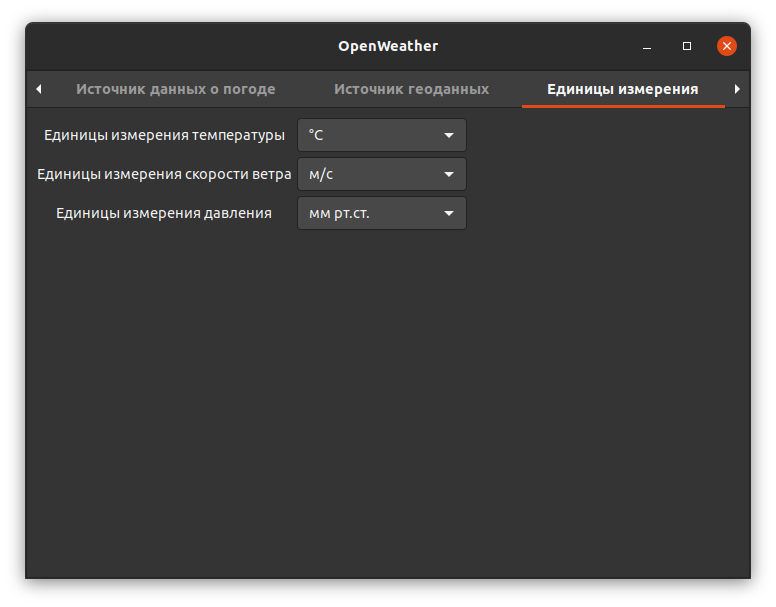 OpenWeather
Источник данных о погоде
Источник геоданных
Единицы измерения
Единицы измерения температуры
°C
Единицы измерения скорости ветра
м/с
Единицы измерения давления
мм рт.ст.